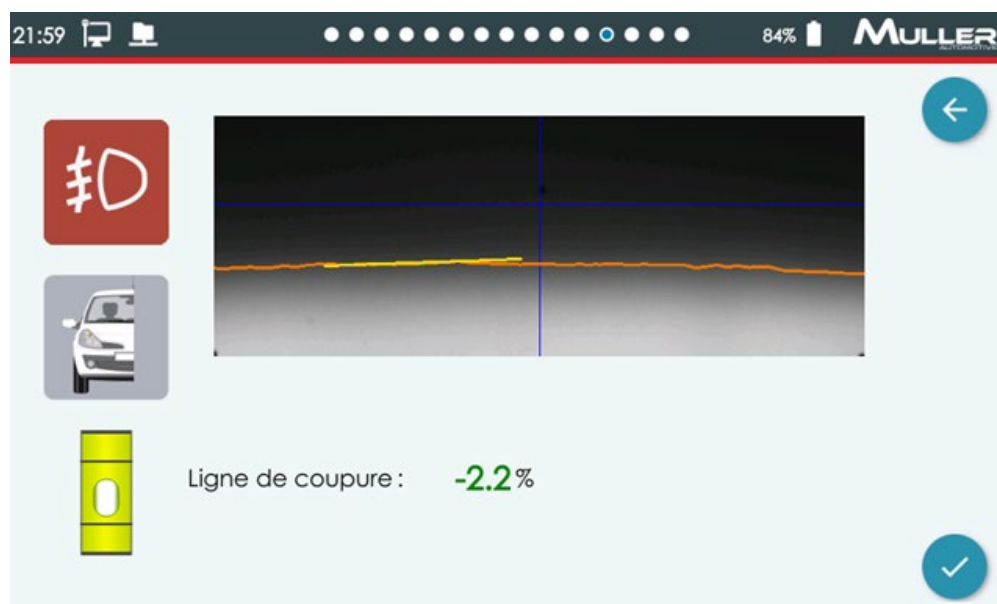 21:59
84%
MULLER
AUTOMOTIVE
Ligne de coupure : -2.2 %